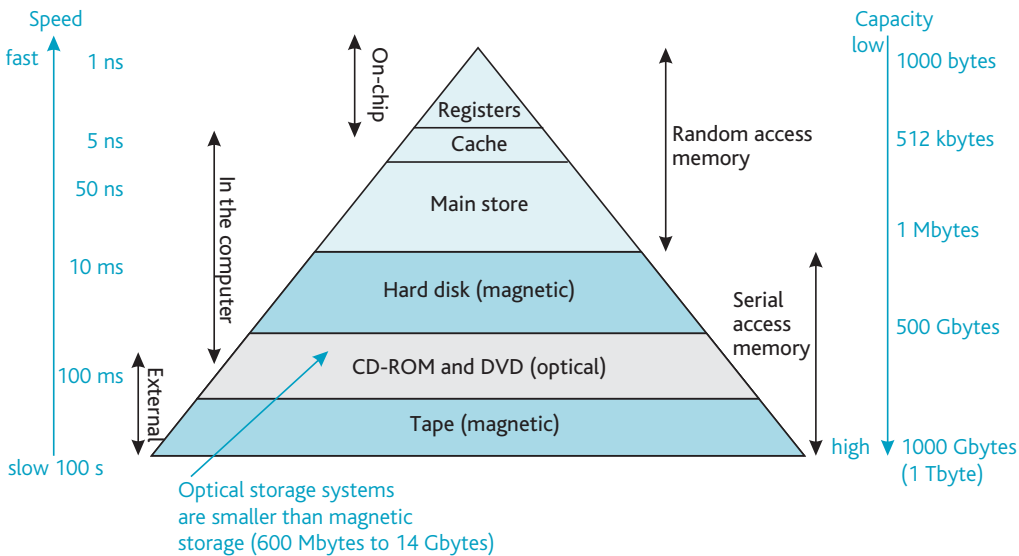 Speed
fast
1 ns
5 ns
50 ns
10 ms
100 ms
slow 100 s
On-chip
In the computer
External
Registers
Cache
Main store
Hard disk (magnetic)
CD-ROM and DVD (optical)
Tape (magnetic)
Optical storage systems
are smaller than magnetic
storage (600 Mbytes to 14 Gbytes)
Random access
memory
Serial
access
memory
Capacity
low
1000 bytes
512 kbytes
1 Mbytes
500 Gbytes
high
1000 Gbytes
(1 Tbyte)